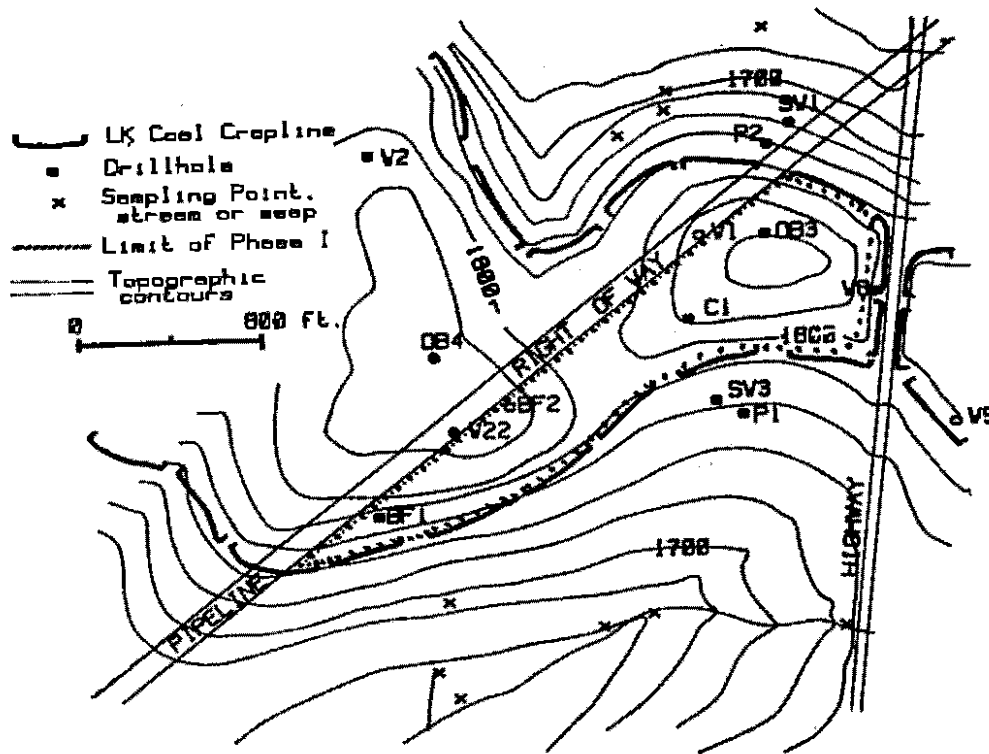 LK Coal Cropline
Drillhole
Sampling Point.
stream or seep
Limit of Phase I
Topographic
contours
0 800 ft.
1700
SV1
P2
V2
1800
V1
OB3
V8
C1
1800
RIGHT OF WAY
OB4
BF2
V22
SV3
P1
V9
BF1
1700
HIGHWAY
PIPELINE